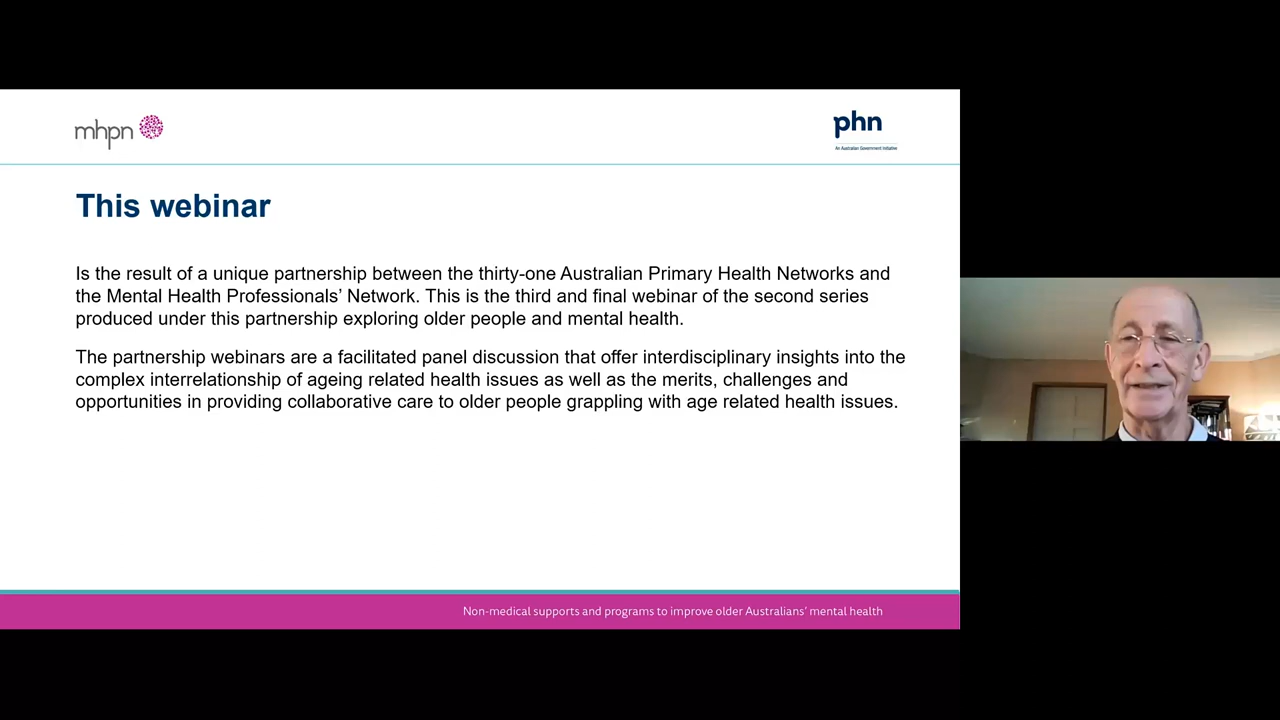 mhpn
phn
An Australian Government Initiative
This webinar
Is the result of a unique partnership between the thirty-one Australian Primary Health Networks and
the Mental Health Professionals’ Network. This is the third and final webinar of the second series
produced under this partnership exploring older people and mental health.
The partnership webinars are a facilitated panel discussion that offer interdisciplinary insights into the
complex interrelationship of ageing related health issues as well as the merits, challenges and
opportunities in providing collaborative care to older people grappling with age related health issues.
Non-medical supports and programs to improve older Australians’ mental health